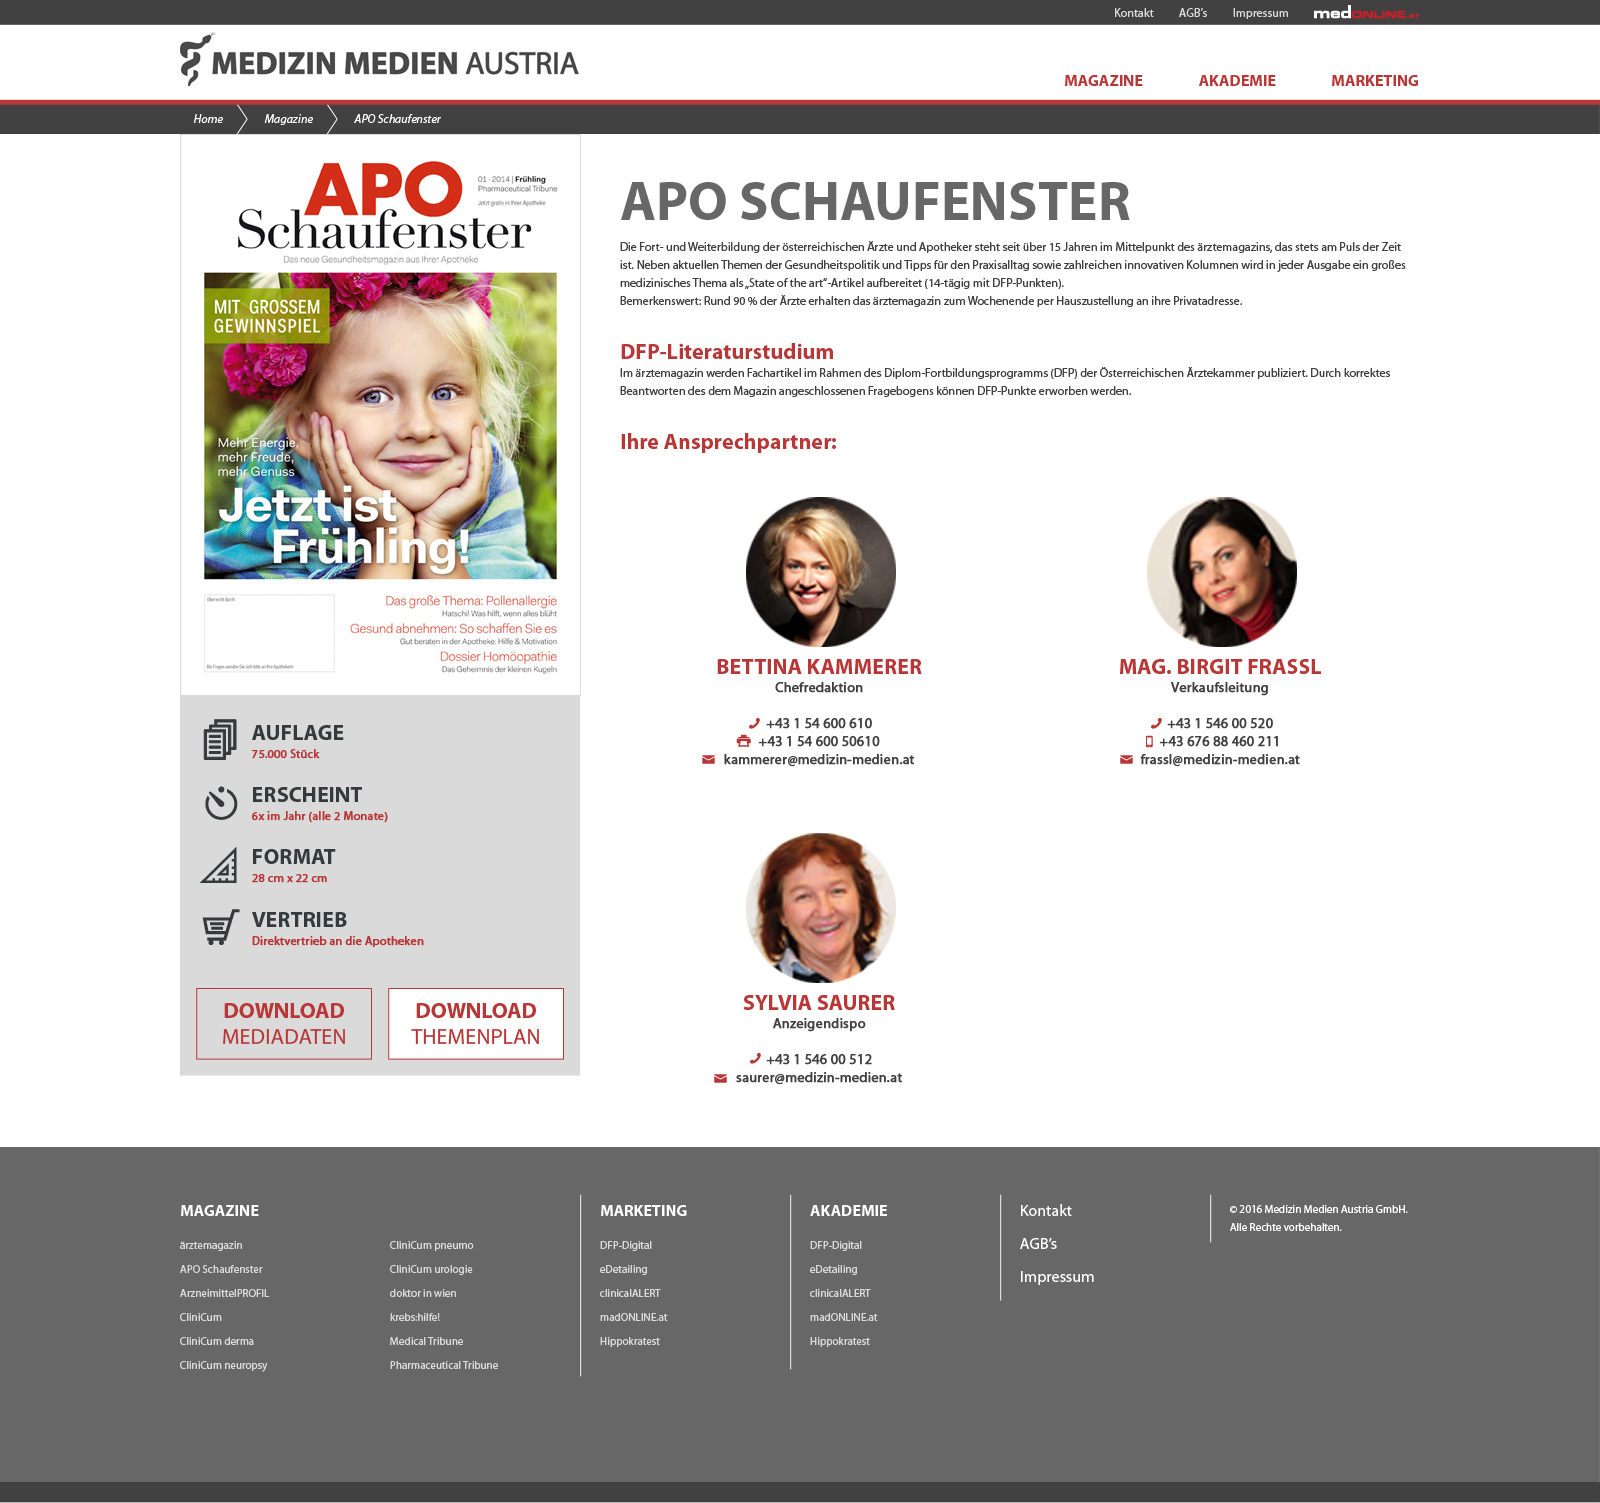 Kontakt AGB's Impressum medONLINE.AT
MEDIZIN MEDIEN AUSTRIA
MAGAZINE AKADEMIE MARKETING
Home Magazine APO Schaufenster
APO
Schaufenster
01 - 2014 | Frühling
Pharmaceutical Tribune
Jetzt gratis in Ihrer Apotheke
Das neue Gesundheitsmagazin aus Ihrer Apotheke
MIT GROSSEM
GEWINNSPIEL
Mehr Energie,
mehr Freude,
mehr Genuss
Jetzt ist
Frühling!
Überreicht durch:
Bei Fragen wenden Sie sich bitte an Ihre Apothekerin
Das große Thema: Pollenallergie
Hatschi! Was hilft, wenn alles blüht
Gesund abnehmen: So schaffen Sie es
Gut beraten in der Apotheke: Hilfe & Motivation
Dossier Homöopathie
Das Geheimnis der kleinen Kugeln
AUFLAGE
75.000 Stück
ERSCHEINT
6x im Jahr (alle 2 Monate)
FORMAT
28 cm x 22 cm
VERTRIEB
Direktvertrieb an die Apotheken
DOWNLOAD
MEDIADATEN
DOWNLOAD
THEMENPLAN
APO SCHAUFENSTER
Die Fort- und Weiterbildung der österreichischen Ärzte und Apotheker steht seit über 15 Jahren im Mittelpunkt des ärztemagazins, das stets am Puls der Zeit
ist. Neben aktuellen Themen der Gesundheitspolitik und Tipps für den Praxisalltag sowie zahlreichen innovativen Kolumnen wird in jeder Ausgabe ein großes
medizinisches Thema als „State of the art“-Artikel aufbereitet (14-tägig mit DFP-Punkten).
Bemerkenswert: Rund 90 % der Ärzte erhalten das ärztemagazin zum Wochenende per Hauszustellung an ihre Privatadresse.
DFP-Literaturstudium
Im ärztemagazin werden Fachartikel im Rahmen des Diplom-Fortbildungsprogramms (DFP) der Österreichischen Ärztekammer publiziert. Durch korrektes
Beantworten des dem Magazin angeschlossenen Fragebogens können DFP-Punkte erworben werden.
Ihre Ansprechpartner:
BETTINA KAMMERER
Chefredaktion
+43 1 54 600 610
+43 1 54 600 50610
kammerer@medizin-medien.at
MAG. BIRGIT FRASSL
Verkaufsleitung
+43 1 546 00 520
+43 676 88 460 211
frassl@medizin-medien.at
SYLVIA SAURER
Anzeigendispo
+43 1 546 00 512
saurer@medizin-medien.at
MAGAZINE
ärztemagazin
APO Schaufenster
ArzneimittelPROFIL
CliniCum
CliniCum derma
CliniCum neuropsy
CliniCum pneumo
CliniCum urologie
doktor in wien
krebs:hilfe!
Medical Tribune
Pharmaceutical Tribune
MARKETING
DFP-Digital
eDetailing
clinicalALERT
madONLINE.at
Hippokratest
AKADEMIE
DFP-Digital
eDetailing
clinicalALERT
madONLINE.at
Hippokratest
Kontakt
AGB's
Impressum
© 2016 Medizin Medien Austria GmbH.
Alle Rechte vorbehalten.